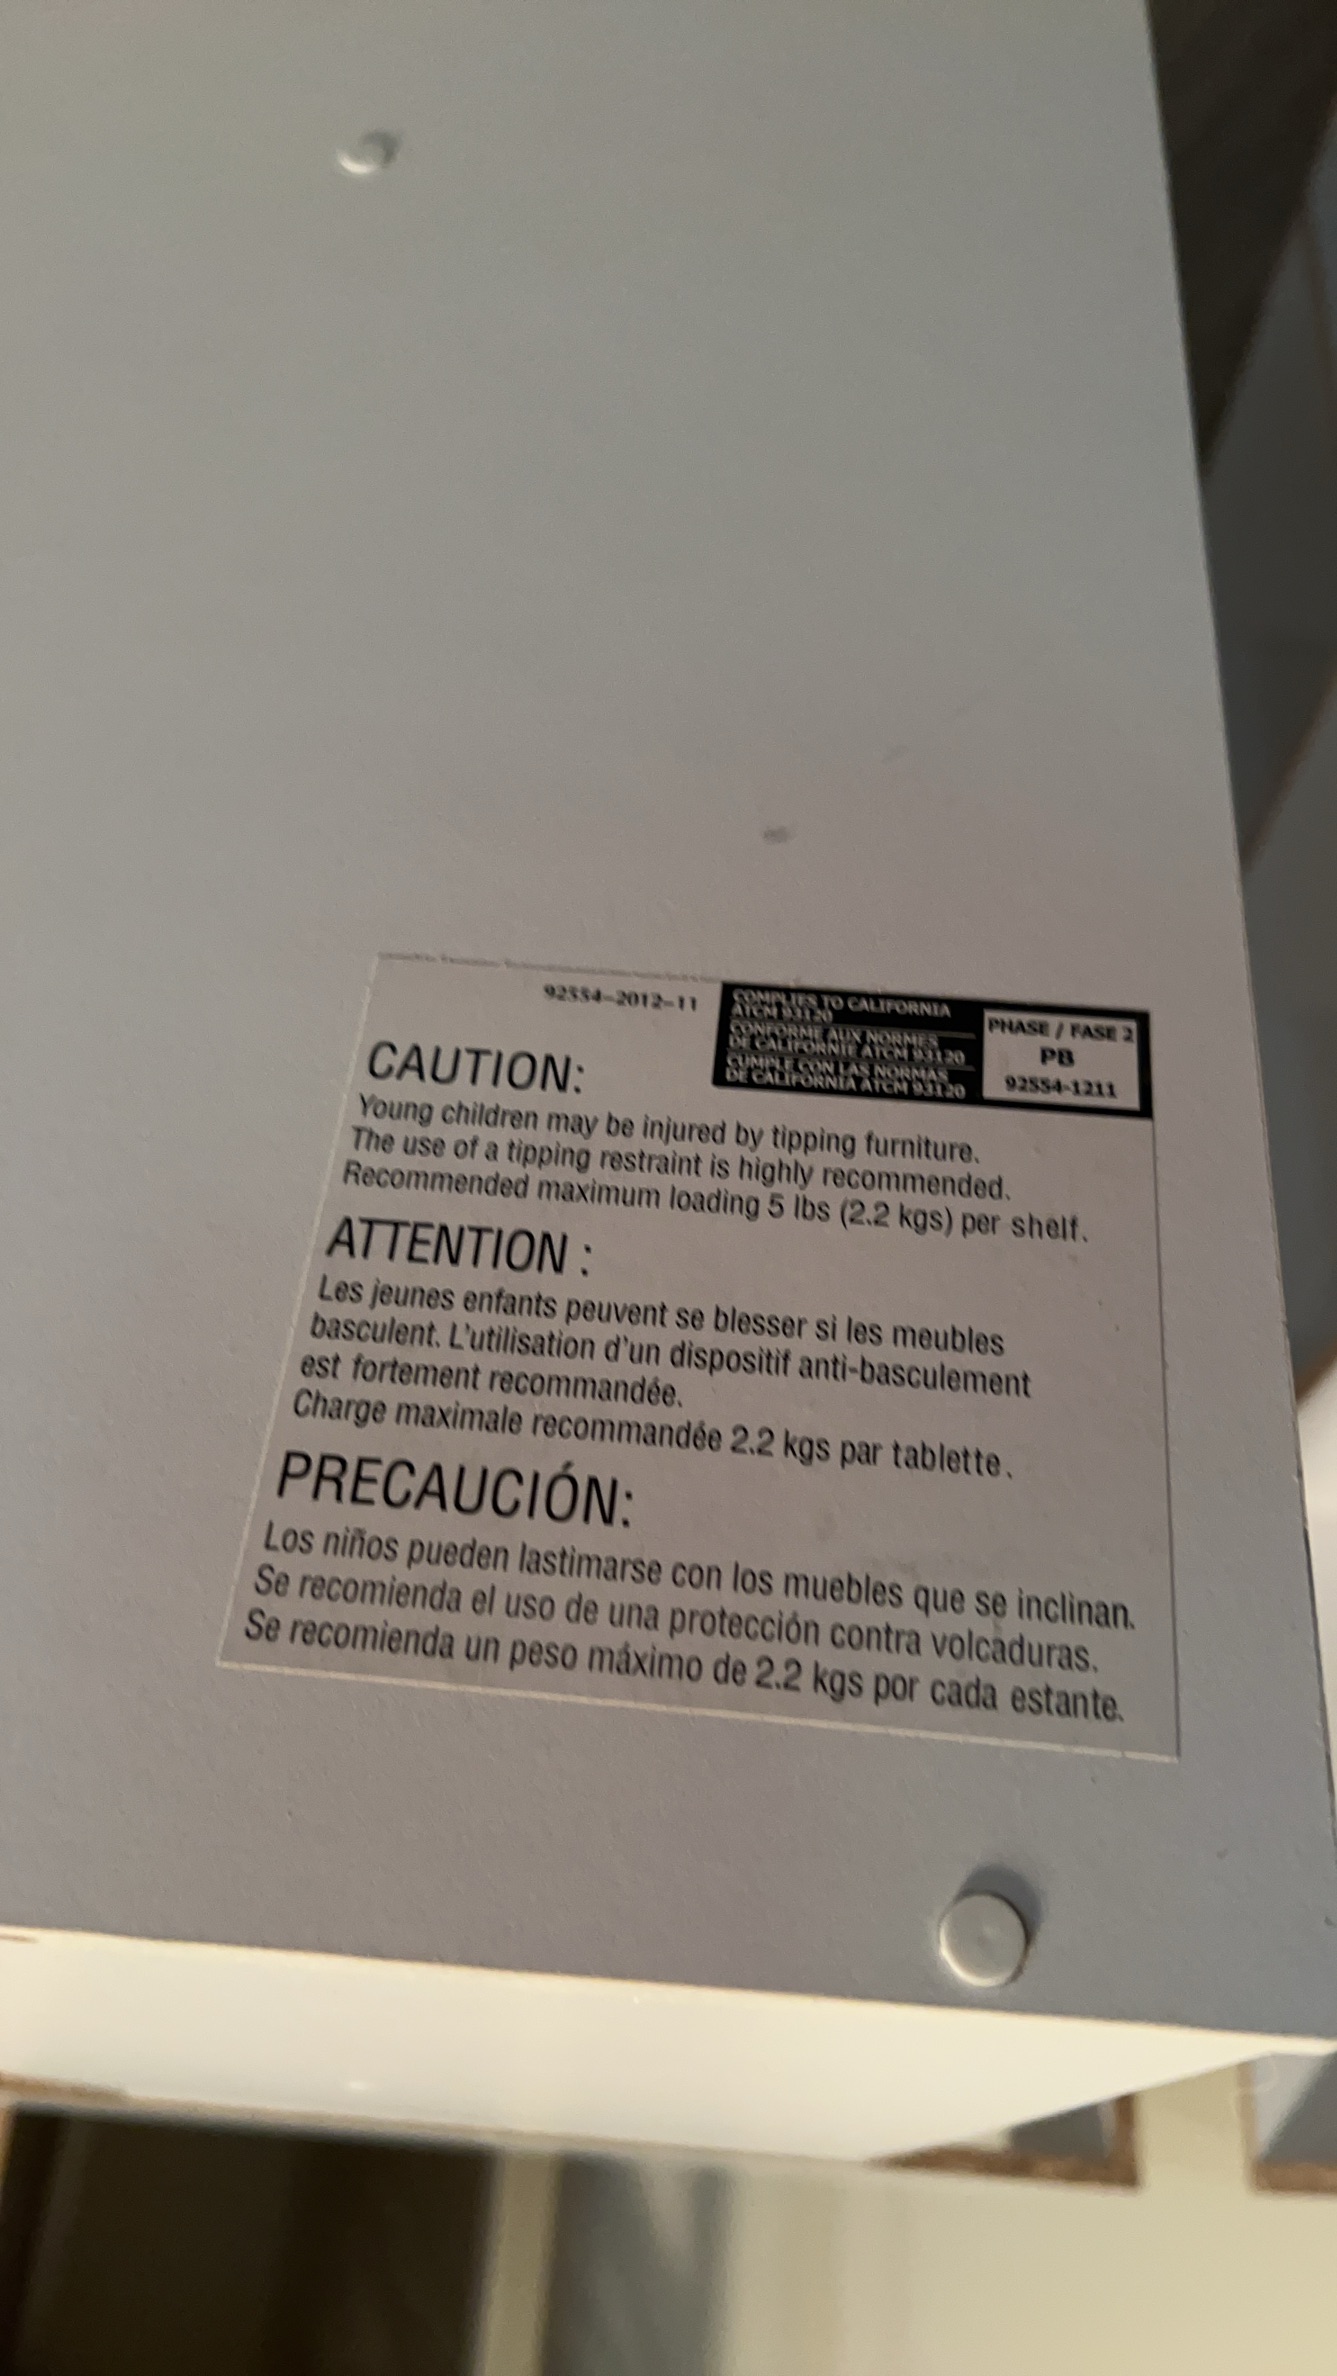 92554-2012-11
COMPLIES TO CALIFORNIA
ATCM 93120
CONFORME AUX NORMES
DE CALIFORNIE ATCM 93120
CUMPLE CON LAS NORMAS
DE CALIFORNIA ATCM 93120
PHASE / FASE 2
PB
92554-1211
CAUTION:
Young children may be injured by tipping furniture.
The use of a tipping restraint is highly recommended.
Recommended maximum loading 5 lbs (2.2 kgs) per shelf.
ATTENTION :
Les jeunes enfants peuvent se blesser si les meubles
basculent. L'utilisation d'un dispositif anti-basculement
est fortement recommandée.
Charge maximale recommandée 2.2 kgs par tablette.
PRECAUCIÓN:
Los niños pueden lastimarse con los muebles que se inclinan.
Se recomienda el uso de una protección contra volcaduras.
Se recomienda un peso máximo de 2.2 kgs por cada estante.